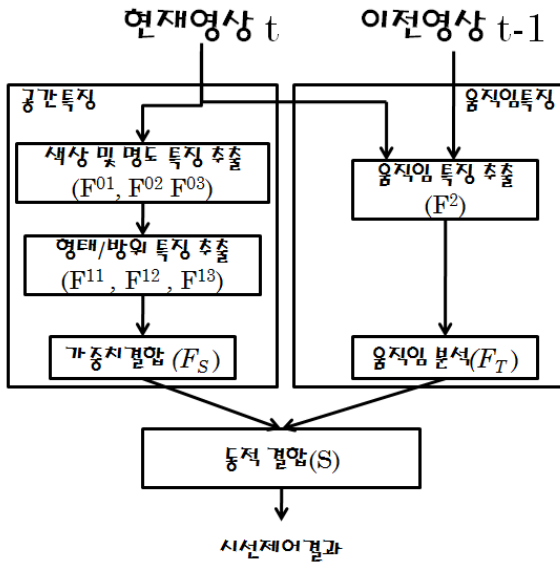 현재영상 t
이전영상 t-1
공간특징
움직임특징
색상 및 명도 특징 추출
(F⁰¹, F⁰² F⁰³)
형태/방위 특징 추출
(F¹¹ , F¹² , F¹³)
가중치결합 (F_S)
움직임 특징 추출
(F²)
움직임 분석(F_T)
동적 결합(S)
시선제어결과